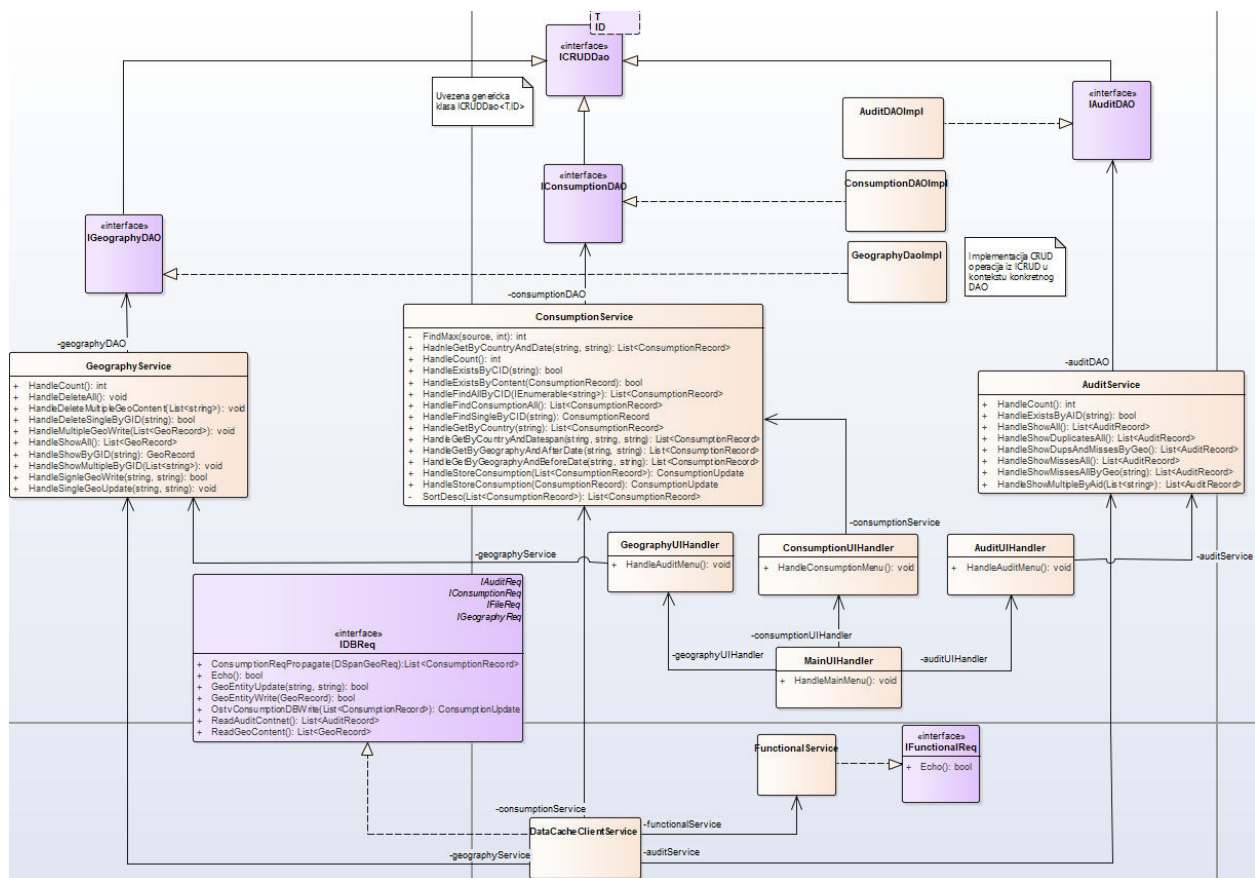 T
ID
«interface»
ICRUDDao
Uvezena genericka
klasa ICRUDDao<T,ID>
«interface»
IAuditDAO
AuditDAOImpl
«interface»
IConsumptionDAO
ConsumptionDAOImpl
«interface»
IGeographyDAO
GeographyDaoImpl
Implementacija CRUD
operacija iz ICRUD u
kontekstu konkretnog
DAO
-consumptionDAO
-geographyDAO
-auditDAO
ConsumptionService
- FindMax(source, int): int
+ HadnleGetByCountryAndDate(string, string): List<ConsumptionRecord>
+ HandleCount(): int
+ HandleExistsByCID(string): bool
+ HandleExistsByContent(ConsumptionRecord): bool
+ HandleFindAllByCID(IEnumerable<string>): List<ConsumptionRecord>
+ HandleFindConsumptionAll(): List<ConsumptionRecord>
+ HandleFindSingleByCID(string): ConsumptionRecord
+ HandleGetByCountry(string): List<ConsumptionRecord>
+ HandleGetByCountryAndDatespan(string, string, string): List<ConsumptionRecord>
+ HandleGetByGeographyAndAfterDate(string, string): List<ConsumptionRecord>
+ HandleGetByGeographyAndBeforeDate(string, string): List<ConsumptionRecord>
+ HandleStoreConsumption(List<ConsumptionRecord>): ConsumptionUpdate
+ HandleStoreConsumption(ConsumptionRecord): ConsumptionUpdate
- SortDesc(List<ConsumptionRecord>): List<ConsumptionRecord>
GeographyService
+ HandleCount(): int
+ HandleDeleteAll(): void
+ HandleDeleteMultipleGeoContent(List<string>): void
+ HandleDeleteSingleByGID(string): bool
+ HandleMultipleGeoWrite(List<GeoRecord>): void
+ HandleShowAll(): List<GeoRecord>
+ HandleShowByGID(string): GeoRecord
+ HandleShowMultipleByGID(List<string>): void
+ HandleSignleGeoWrite(string, string): bool
+ HandleSingleGeoUpdate(string, string): void
AuditService
+ HandleCount(): int
+ HandleExistsByAID(string): bool
+ HandleShowAll(): List<AuditRecord>
+ HandleShowDuplicatesAll(): List<AuditRecord>
+ HandleShowDupsAndMissesByGeo(): List<AuditRecord>
+ HandleShowMissesAll(): List<AuditRecord>
+ HandleShowMissesAllByGeo(): List<AuditRecord>
+ HandleShowMultipleByAid(List<string>): List<AuditRecord>
-consumptionService
-geographyService
-auditService
GeographyUIHandler
+ HandleAuditMenu(): void
ConsumptionUIHandler
+ HandleConsumptionMenu(): void
AuditUIHandler
+ HandleAuditMenu(): void
IAuditReq
IConsumptionReq
IFileReq
IGeographyReq
«interface»
IDBReq
+ ConsumptionReqPropagate(DSpanGeoReq):List<ConsumptionRecord>
+ Echo(): bool
+ GeoEntityUpdate(string, string): bool
+ GeoEntityWrite(GeoRecord): bool
+ OstvConsumptionDBWrite(List<ConsumptionRecord>): ConsumptionUpdate
+ ReadAuditContnet(): List<AuditRecord>
+ ReadGeoContent(): List<GeoRecord>
-consumptionUIHandler
-geographyUIHandler
-auditUIHandler
MainUIHandler
+ HandleMainMenu(): void
FunctionalService
«interface»
IFunctionalReq
+ Echo(): bool
-consumptionService
DataCacheClientService
-functionalService
-geographyService
-auditService